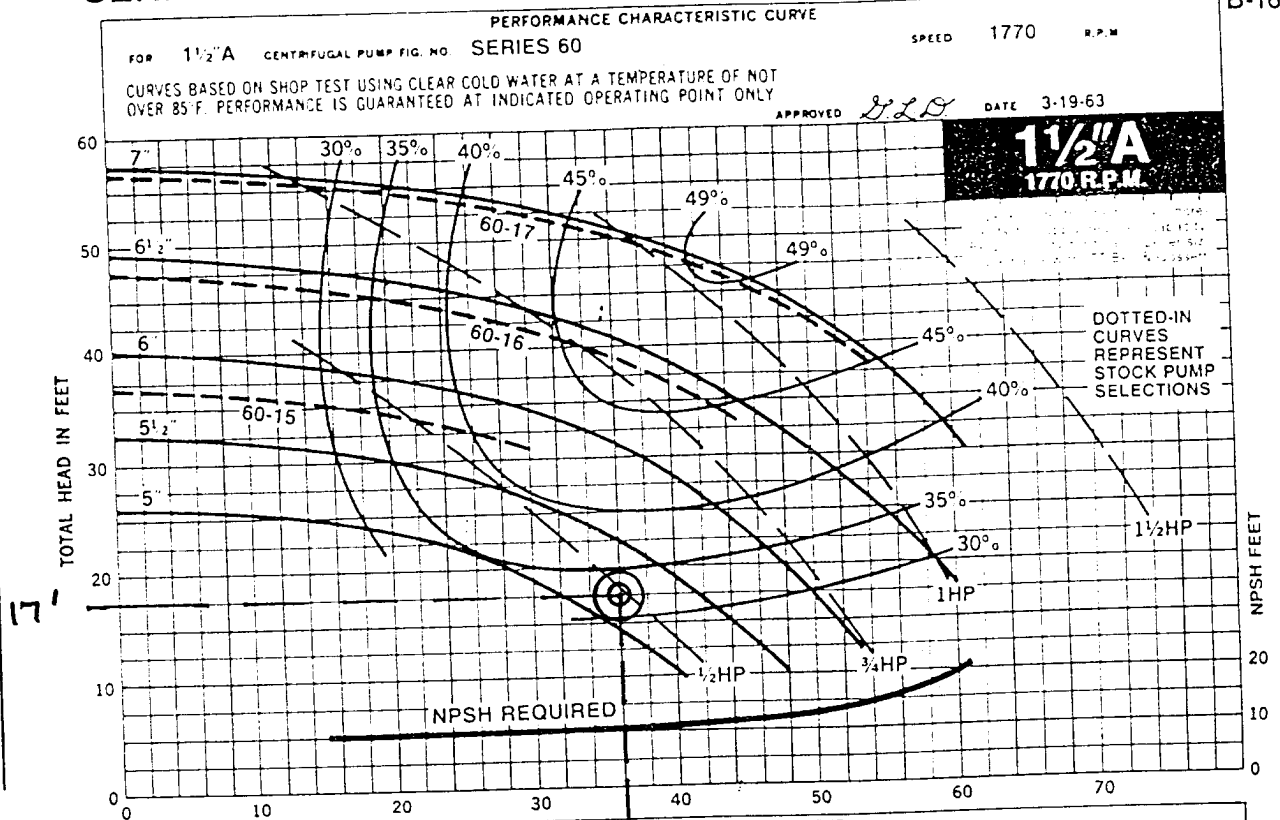 PERFORMANCE CHARACTERISTIC CURVE
FOR 1½"A CENTRIFUGAL PUMP FIG. NO. SERIES 60 SPEED 1770 R.P.M
CURVES BASED ON SHOP TEST USING CLEAR COLD WATER AT A TEMPERATURE OF NOT
OVER 85°F. PERFORMANCE IS GUARANTEED AT INDICATED OPERATING POINT ONLY
APPROVED G.L.D. DATE 3-19-63
1½"A
1770 R.P.M.
60
7"
30%
35%
40%
45%
49%
60-17
49%
50
6½"
60-16
DOTTED-IN
CURVES
REPRESENT
STOCK PUMP
SELECTIONS
45%
40
6"
40%
60-15
5½"
30
5"
35%
1½HP
30%
TOTAL HEAD IN FEET
20
1HP
NPSH FEET
17'
¾HP
½HP
20
10
NPSH REQUIRED
10
0
0
0 10 20 30 40 50 60 70